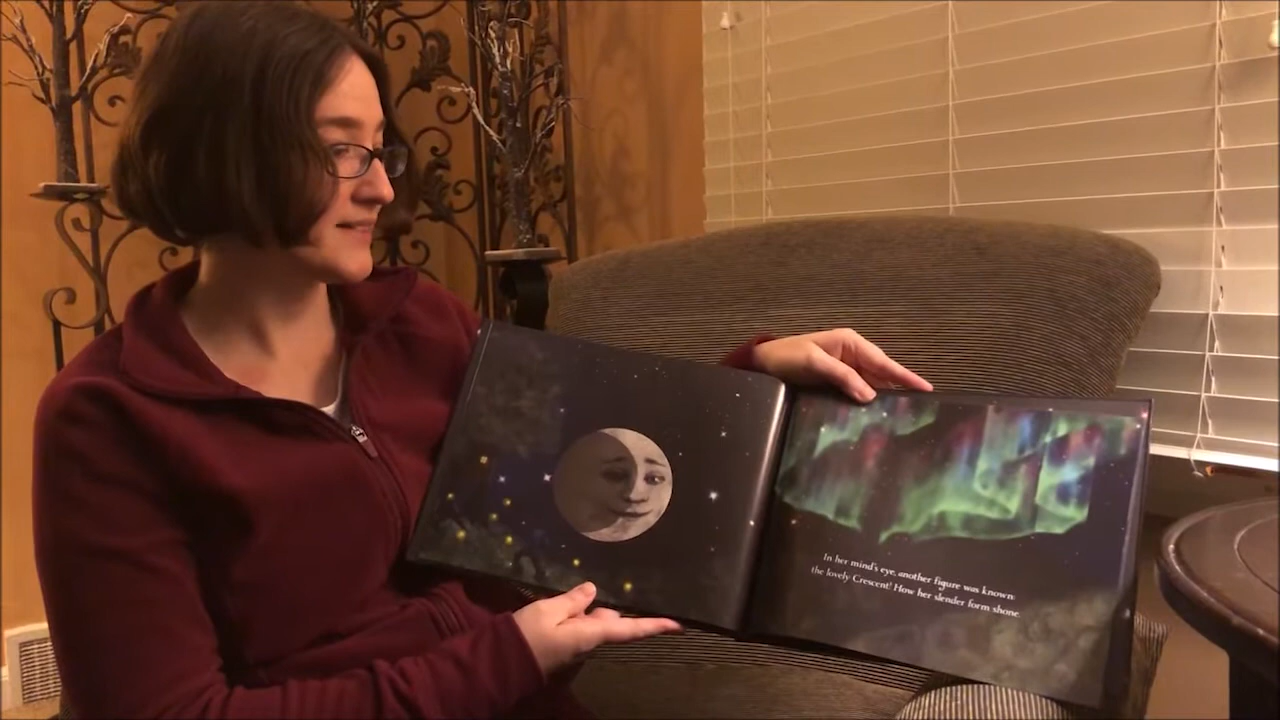 In her mind's eye, another figure was known:
the lovely Crescent! How her slender form shone.